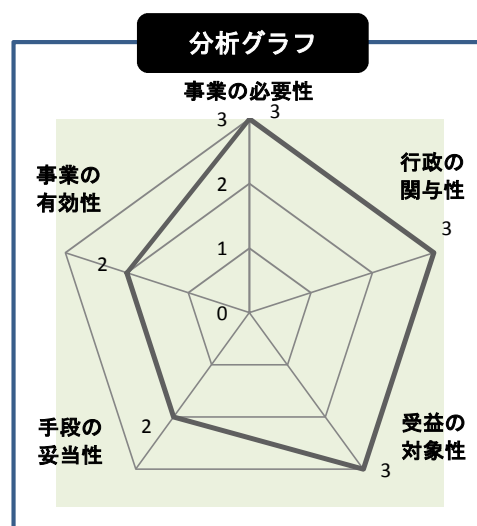 分析グラフ
事業の必要性
3
3
2
1
0
行政の
関与性
3
受益の
対象性
3
手段の
妥当性
2
事業の
有効性
2